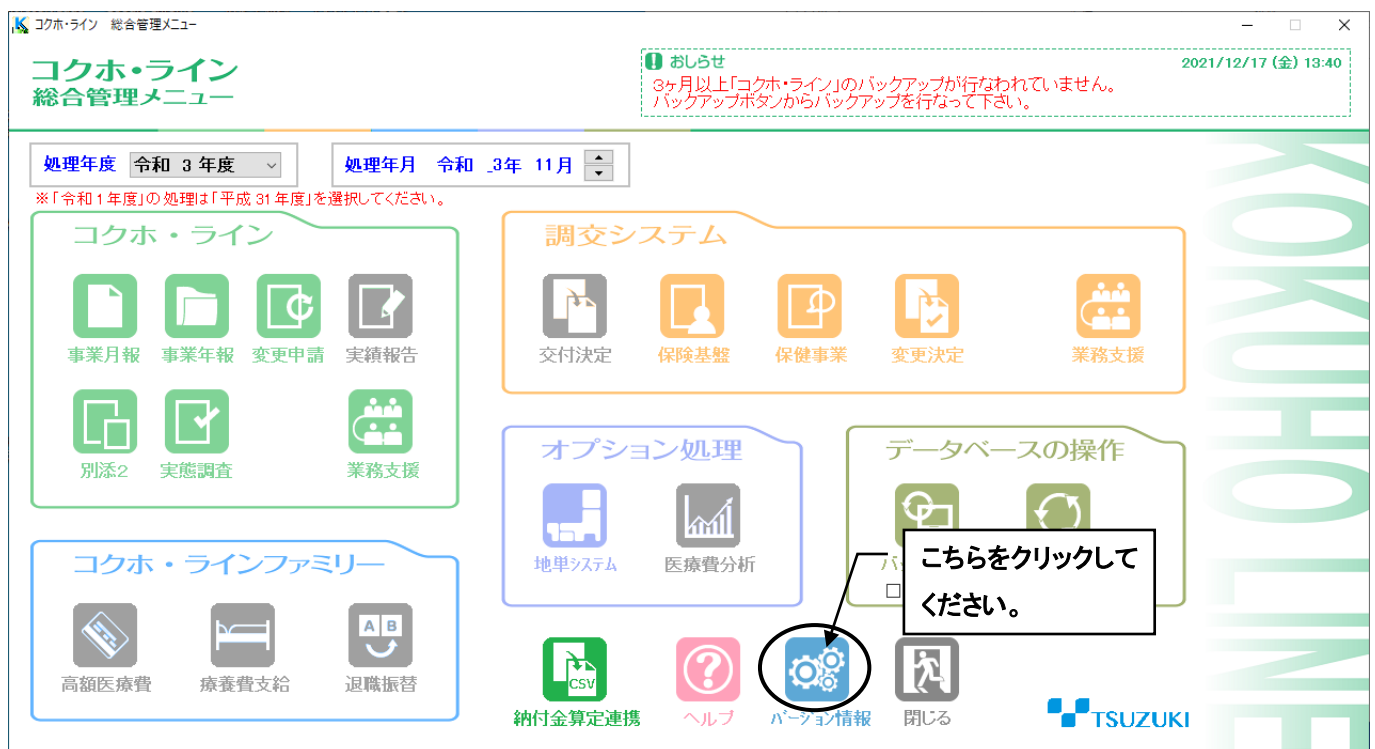 コクホ・ライン 総合管理メニュー
コクホ・ライン
総合管理メニュー
おしらせ
2021/12/17 (金) 13:40
3ヶ月以上「コクホ・ライン」のバックアップが行なわれていません。
バックアップボタンからバックアップを行なって下さい。
処理年度 令和 3 年度
処理年月 令和 _3年 11月
※「令和1年度」の処理は「平成 31 年度」を選択してください。
コクホ・ライン
事業月報 事業年報 変更申請 実績報告
別添2 実態調査 業務支援
調交システム
交付決定 保険基盤 保健事業 変更決定 業務支援
オプション処理
地単システム 医療費分析
データベースの操作
こちらをクリックして
ください。
コクホ・ラインファミリー
A B
高額医療費 療養費支給 退職振替
CSV
納付金算定連携 ヘルプ バージョン情報 閉じる
TSUZUKI
KOKUHO LINE